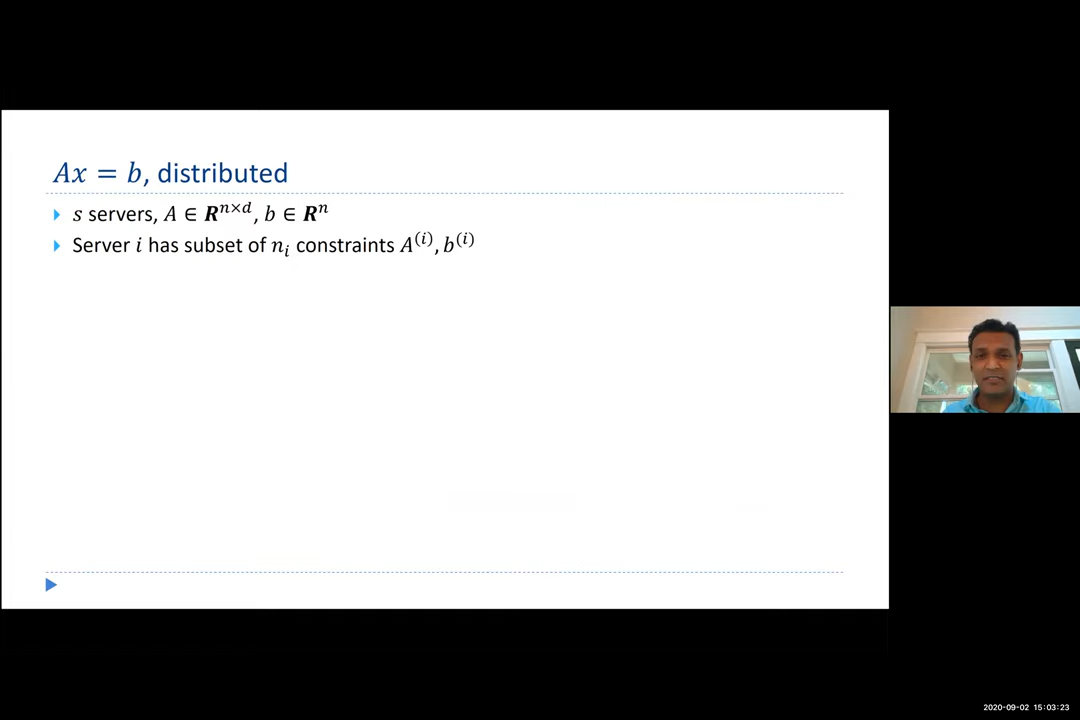 Ax = b, distributed
s servers, A ∈ R^{n×d}, b ∈ R^n
Server i has subset of n_i constraints A^{(i)}, b^{(i)}
2020-09-02 15:03:23